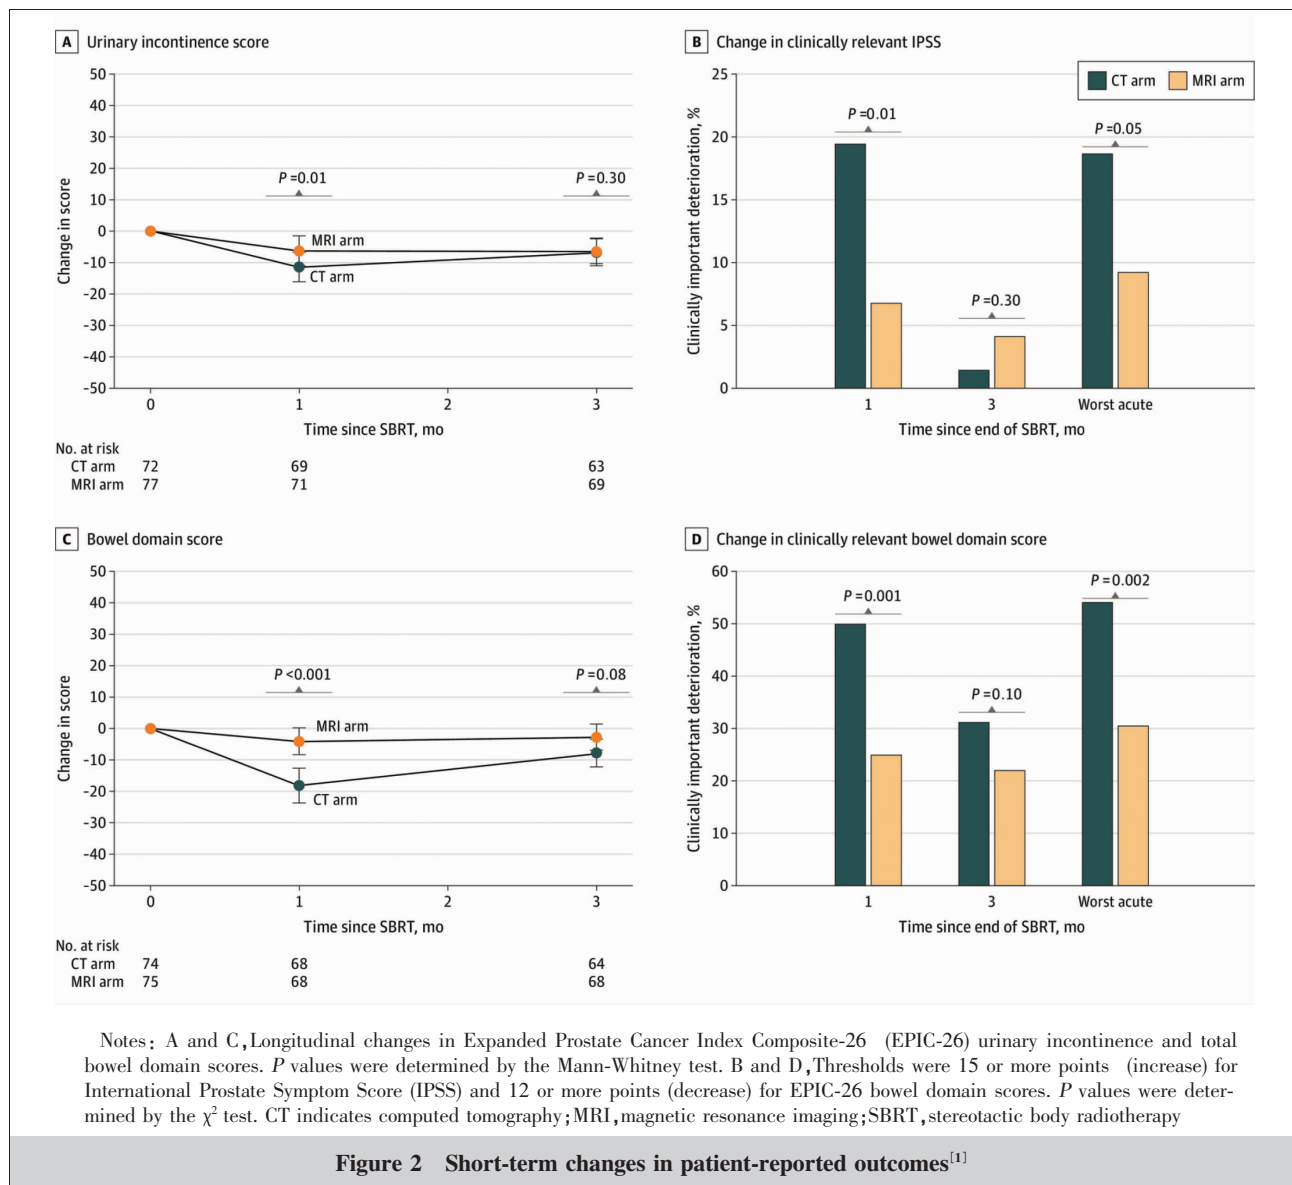 A Urinary incontinence score
50
40
30
20
10
0
-10
-20
-30
-40
-50
Change in score
P =0.01
P =0.30
MRI arm
CT arm
0 1 2 3
Time since SBRT, mo
No. at risk
CT arm 72 69 63
MRI arm 77 71 69
B Change in clinically relevant IPSS
CT arm MRI arm
25
20
15
10
5
0
Clinically important deterioration, %
P =0.01
P =0.30
P =0.05
1 3 Worst acute
Time since end of SBRT, mo
C Bowel domain score
50
40
30
20
10
0
-10
-20
-30
-40
-50
Change in score
P <0.001
P =0.08
MRI arm
CT arm
0 1 2 3
Time since SBRT, mo
No. at risk
CT arm 74 68 64
MRI arm 75 68 68
D Change in clinically relevant bowel domain score
60
50
40
30
20
10
0
Clinically important deterioration, %
P =0.001
P =0.10
P =0.002
1 3 Worst acute
Time since end of SBRT, mo
Notes: A and C,Longitudinal changes in Expanded Prostate Cancer Index Composite-26 (EPIC-26) urinary incontinence and total
bowel domain scores. P values were determined by the Mann-Whitney test. B and D,Thresholds were 15 or more points (increase) for
International Prostate Symptom Score (IPSS) and 12 or more points (decrease) for EPIC-26 bowel domain scores. P values were deter-
mined by the χ² test. CT indicates computed tomography;MRI,magnetic resonance imaging;SBRT,stereotactic body radiotherapy
Figure 2 Short-term changes in patient-reported outcomes[1]